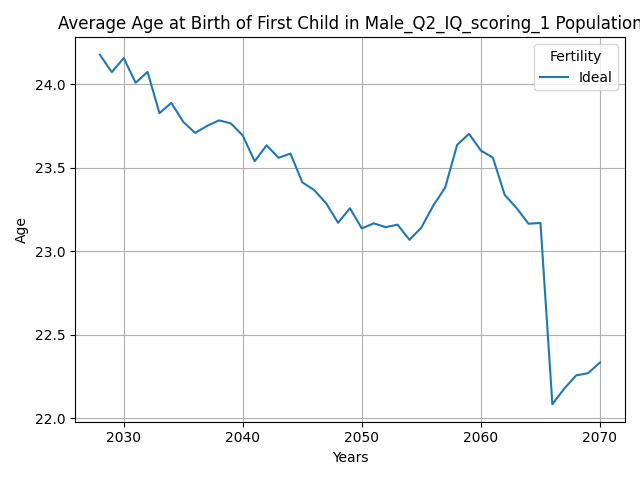 Average Age at Birth of First Child in Male_Q2_IQ_scoring_1 Population
Fertility
Ideal
24.0
23.5
23.0
22.5
22.0
Age
2030 2040 2050 2060 2070
Years